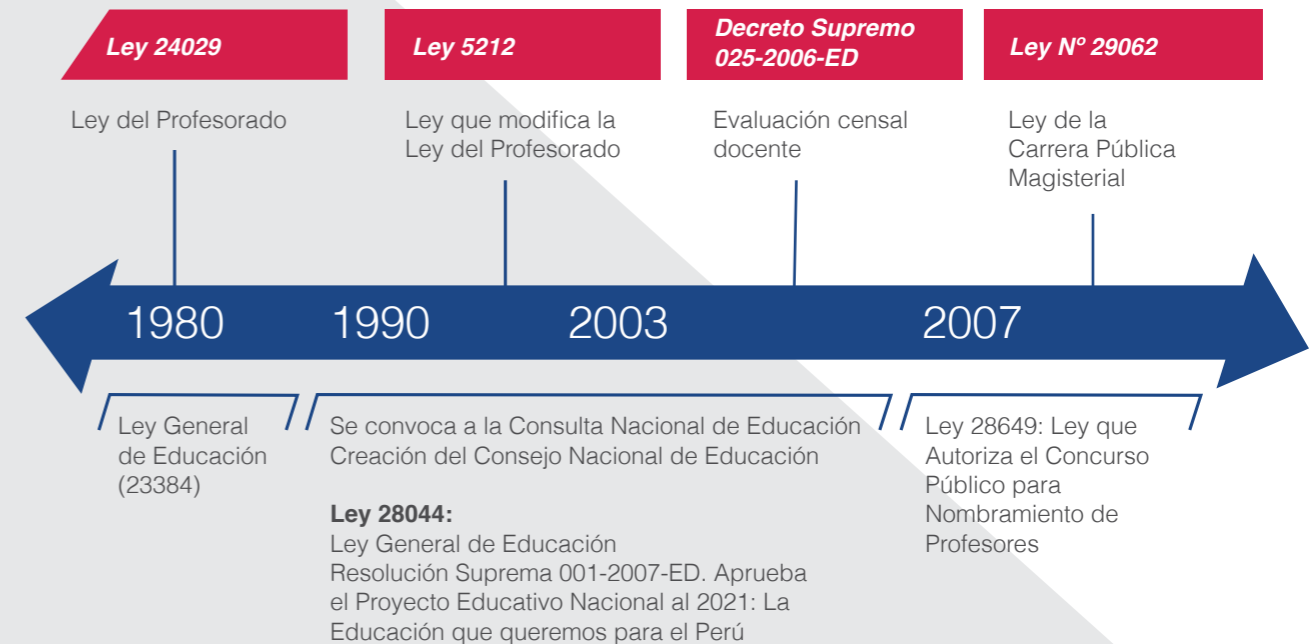 Ley 24029
Ley 5212
Decreto Supremo
025-2006-ED
Ley Nº 29062
Ley del Profesorado
Ley que modifica la
Ley del Profesorado
Evaluación censal
docente
Ley de la
Carrera Pública
Magisterial
1980
1990
2003
2007
Ley General
de Educación
(23384)
Se convoca a la Consulta Nacional de Educación
Creación del Consejo Nacional de Educación
Ley 28044:
Ley General de Educación
Resolución Suprema 001-2007-ED. Aprueba
el Proyecto Educativo Nacional al 2021: La
Educación que queremos para el Perú
Ley 28649: Ley que
Autoriza el Concurso
Público para
Nombramiento de
Profesores